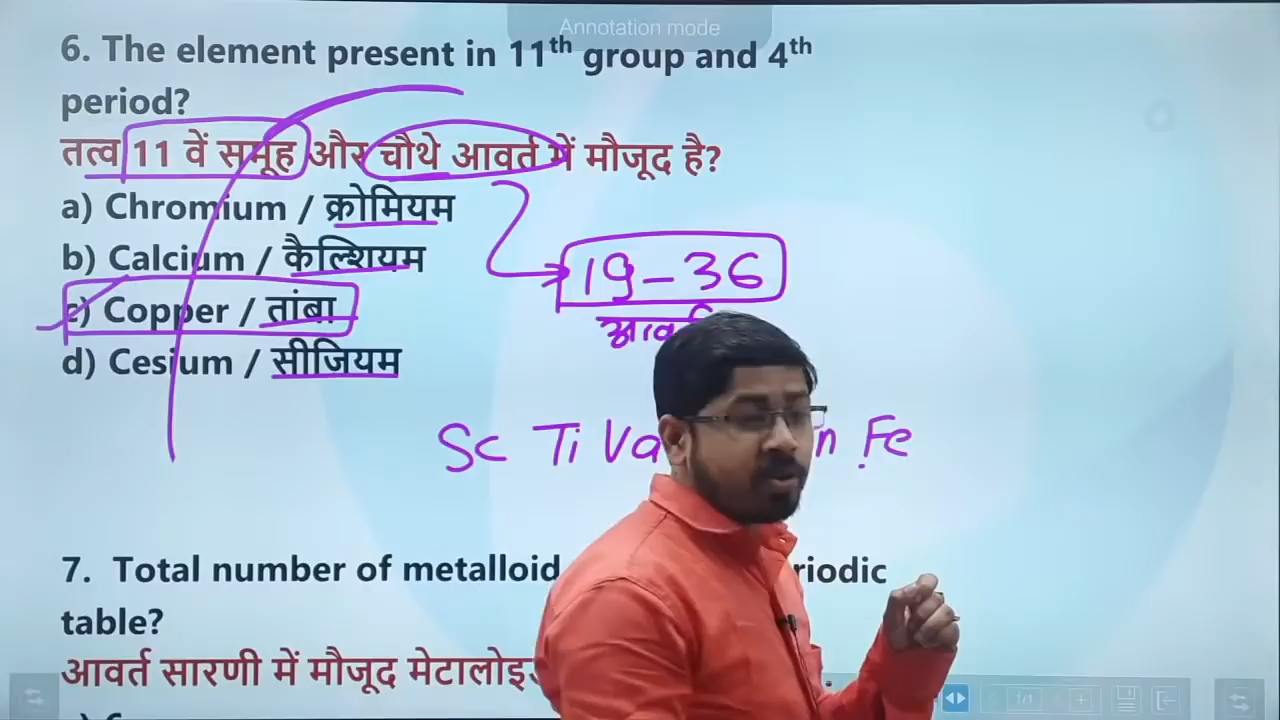 Annotation mode
6. The element present in 11th group and 4th
period?
तत्व 11 वें समूह और चौथे आवर्त में मौजूद है?
a) Chromium / क्रोमियम
b) Calcium / कैल्शियम
19-36
c) Copper / तांबा
d) Cesium / सीजियम
Sc Ti Va n Fe
7. Total number of metalloid riodic
table?
आवर्त सारणी में मौजूद
1/1